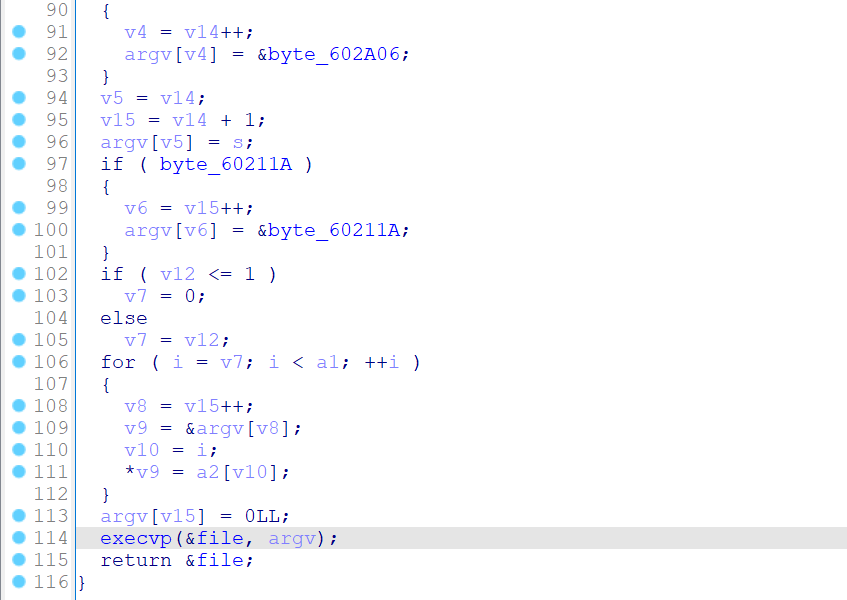 90 {
91 v4 = v14++;
92 argv[v4] = &byte_602A06;
93 }
94 v5 = v14;
95 v15 = v14 + 1;
96 argv[v5] = s;
97 if ( byte_60211A )
98 {
99 v6 = v15++;
100 argv[v6] = &byte_60211A;
101 }
102 if ( v12 <= 1 )
103 v7 = 0;
104 else
105 v7 = v12;
106 for ( i = v7; i < a1; ++i )
107 {
108 v8 = v15++;
109 v9 = &argv[v8];
110 v10 = i;
111 *v9 = a2[v10];
112 }
113 argv[v15] = 0LL;
114 execvp(&file, argv);
115 return &file;
116 }